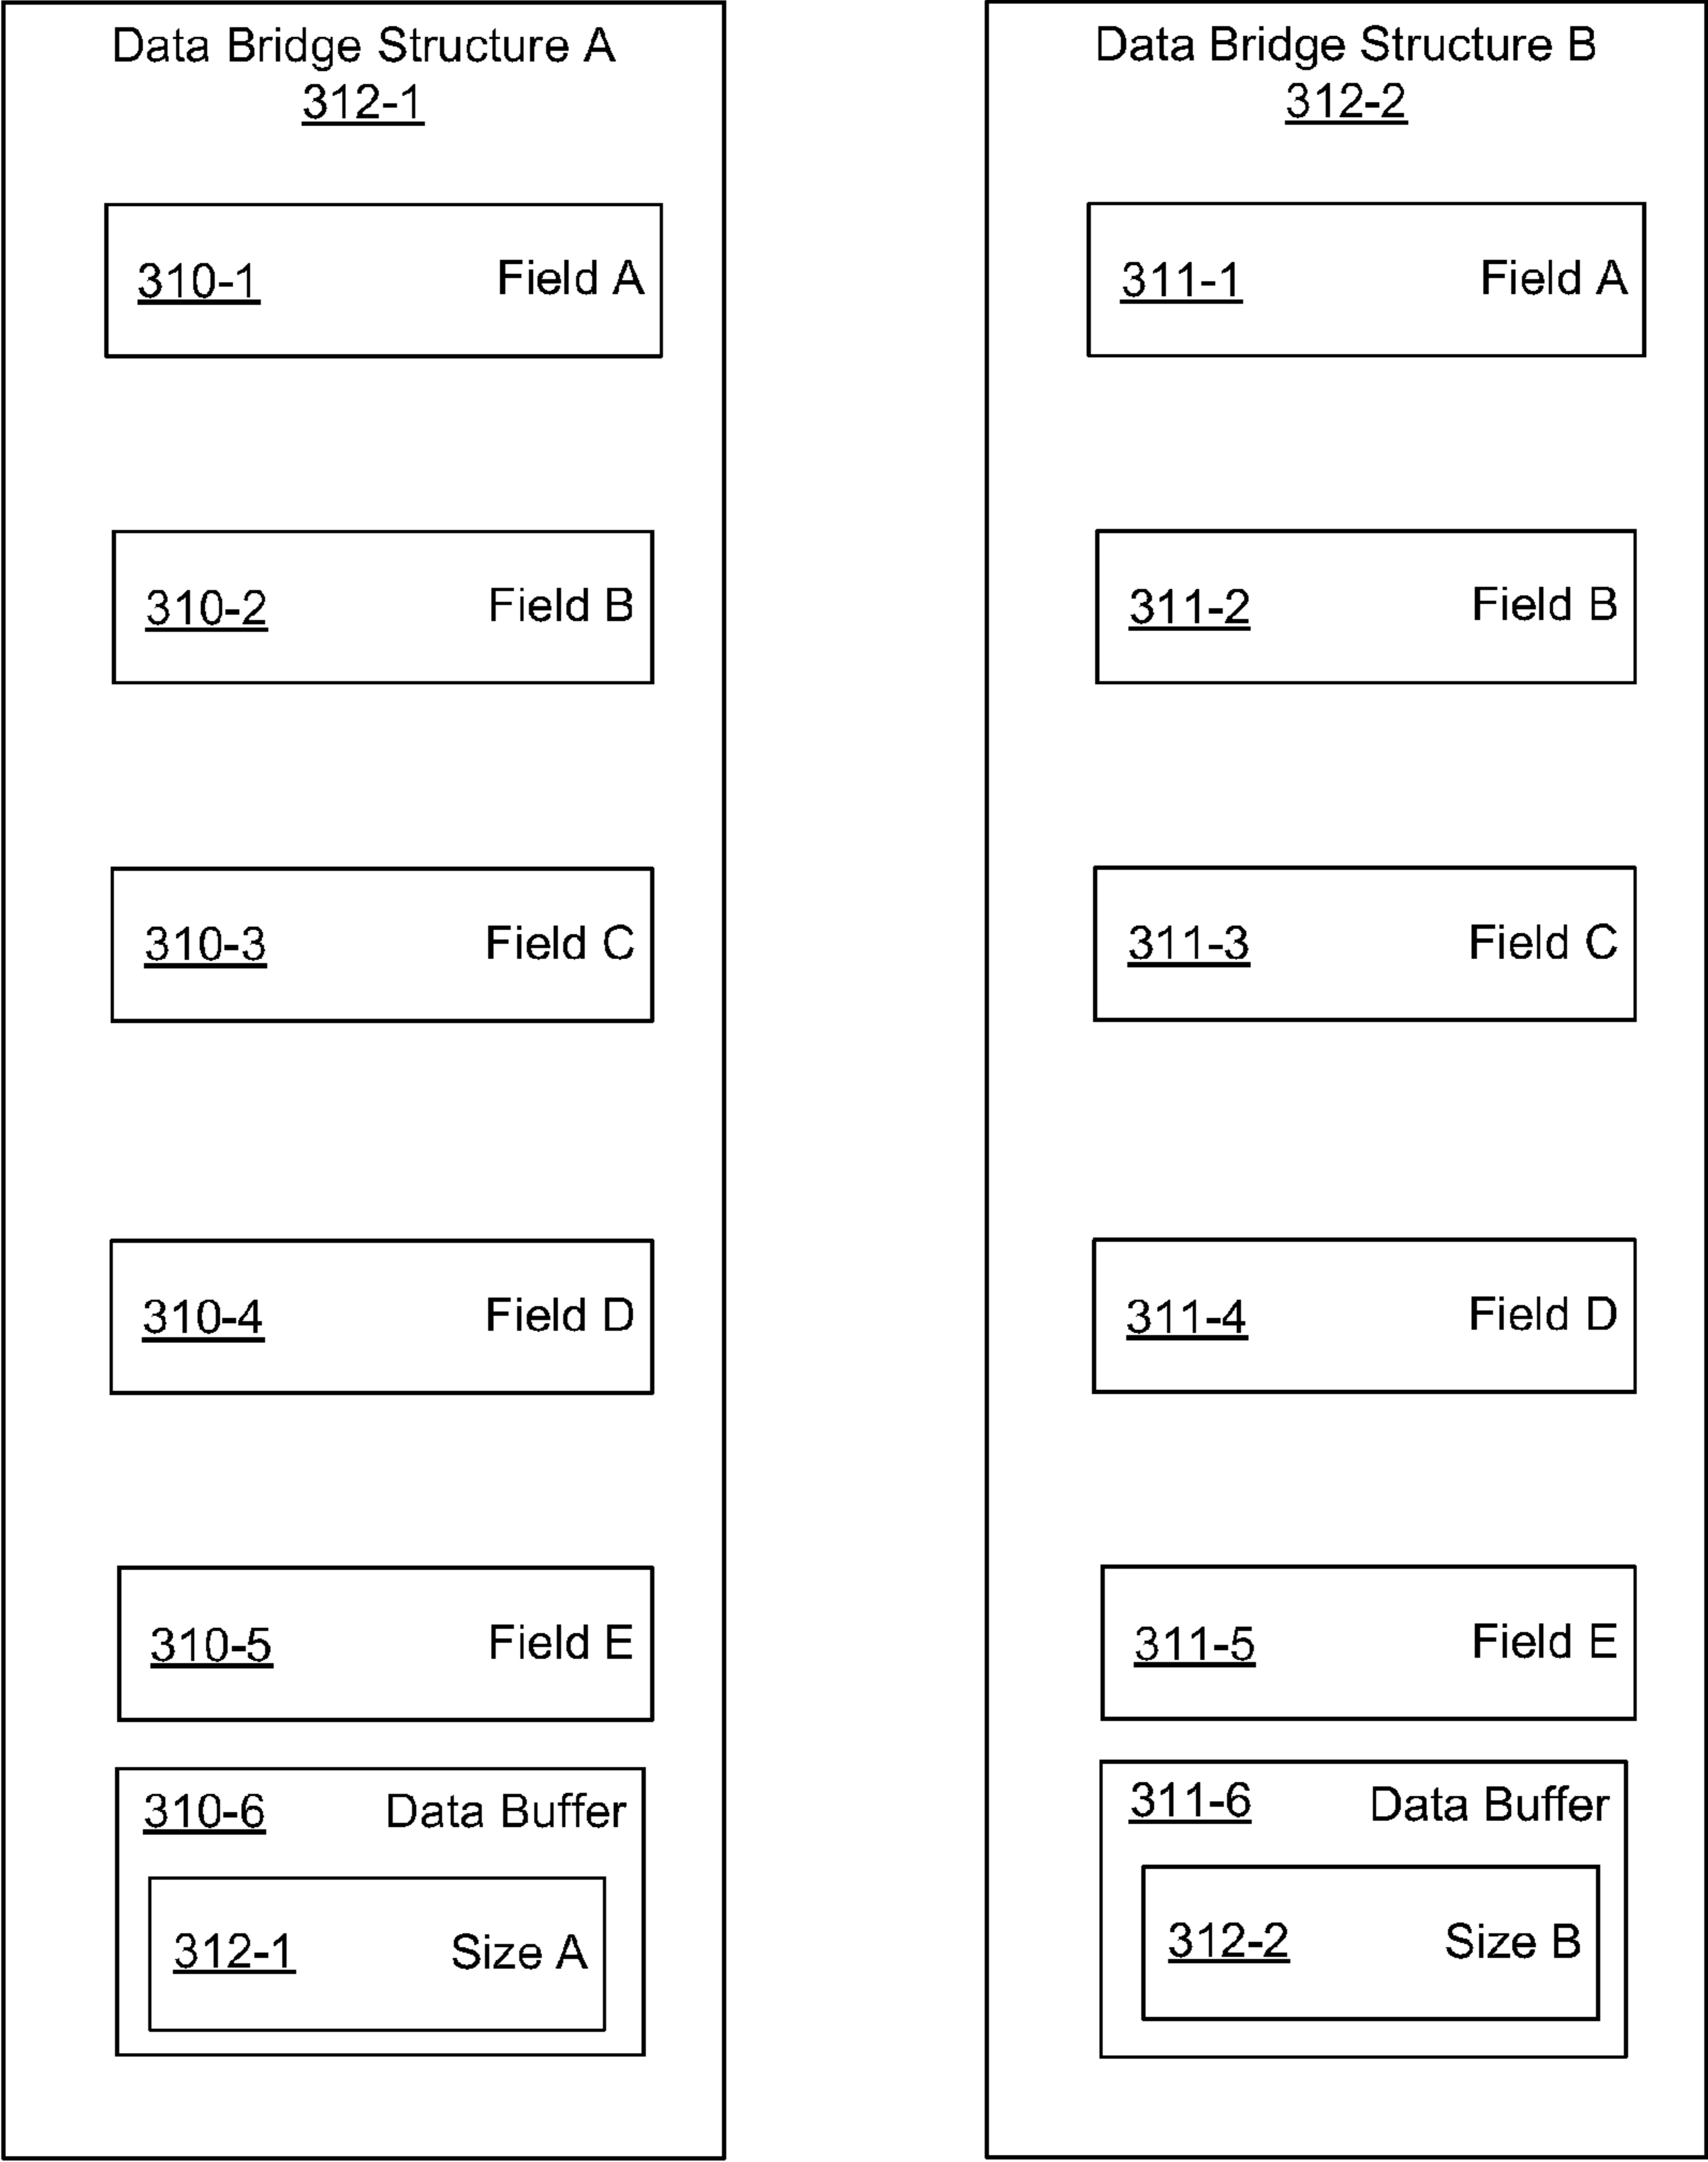 Data Bridge Structure A
312-1
310-1 Field A
310-2 Field B
310-3 Field C
310-4 Field D
310-5 Field E
310-6 Data Buffer
312-1 Size A
Data Bridge Structure B
312-2
311-1 Field A
311-2 Field B
311-3 Field C
311-4 Field D
311-5 Field E
311-6 Data Buffer
312-2 Size B